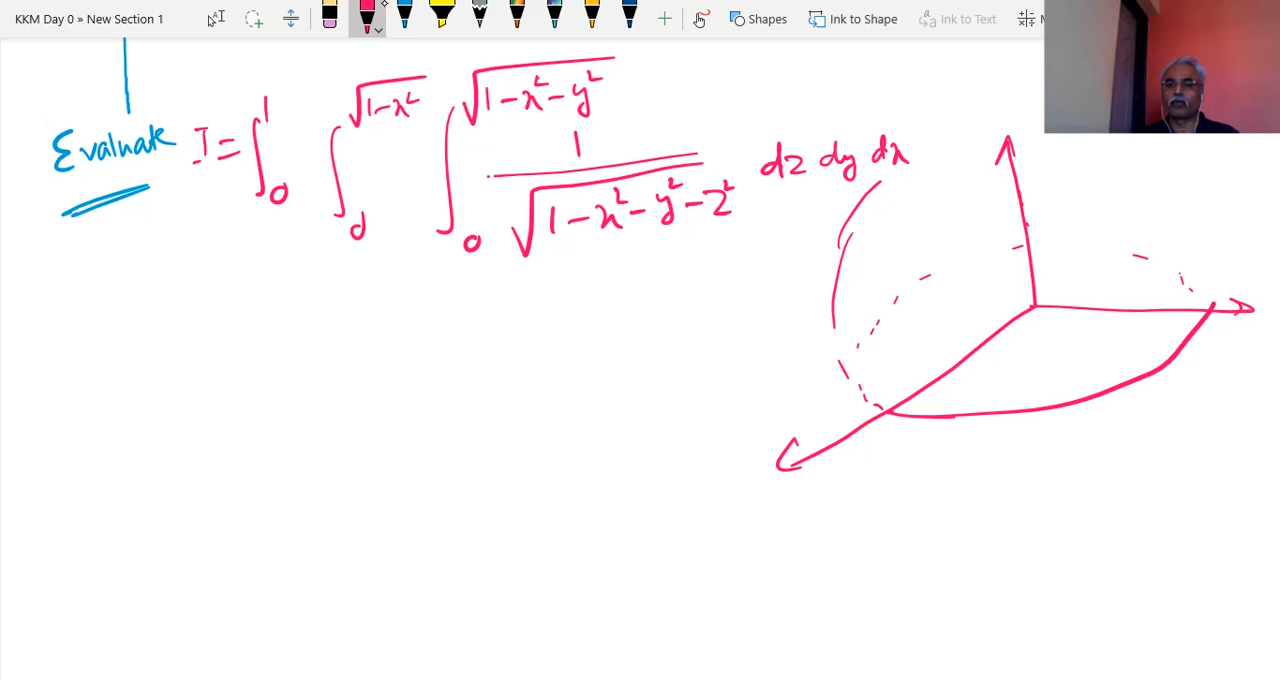 KKM Day 0 » New Section 1
Shapes
Ink to Shape
Ink to Text
Evaluate I = ∫₀¹ ∫₀^√(1-x²) ∫₀^√(1-x²-y²) 1/√(1-x²-y²-z²) dz dy dx